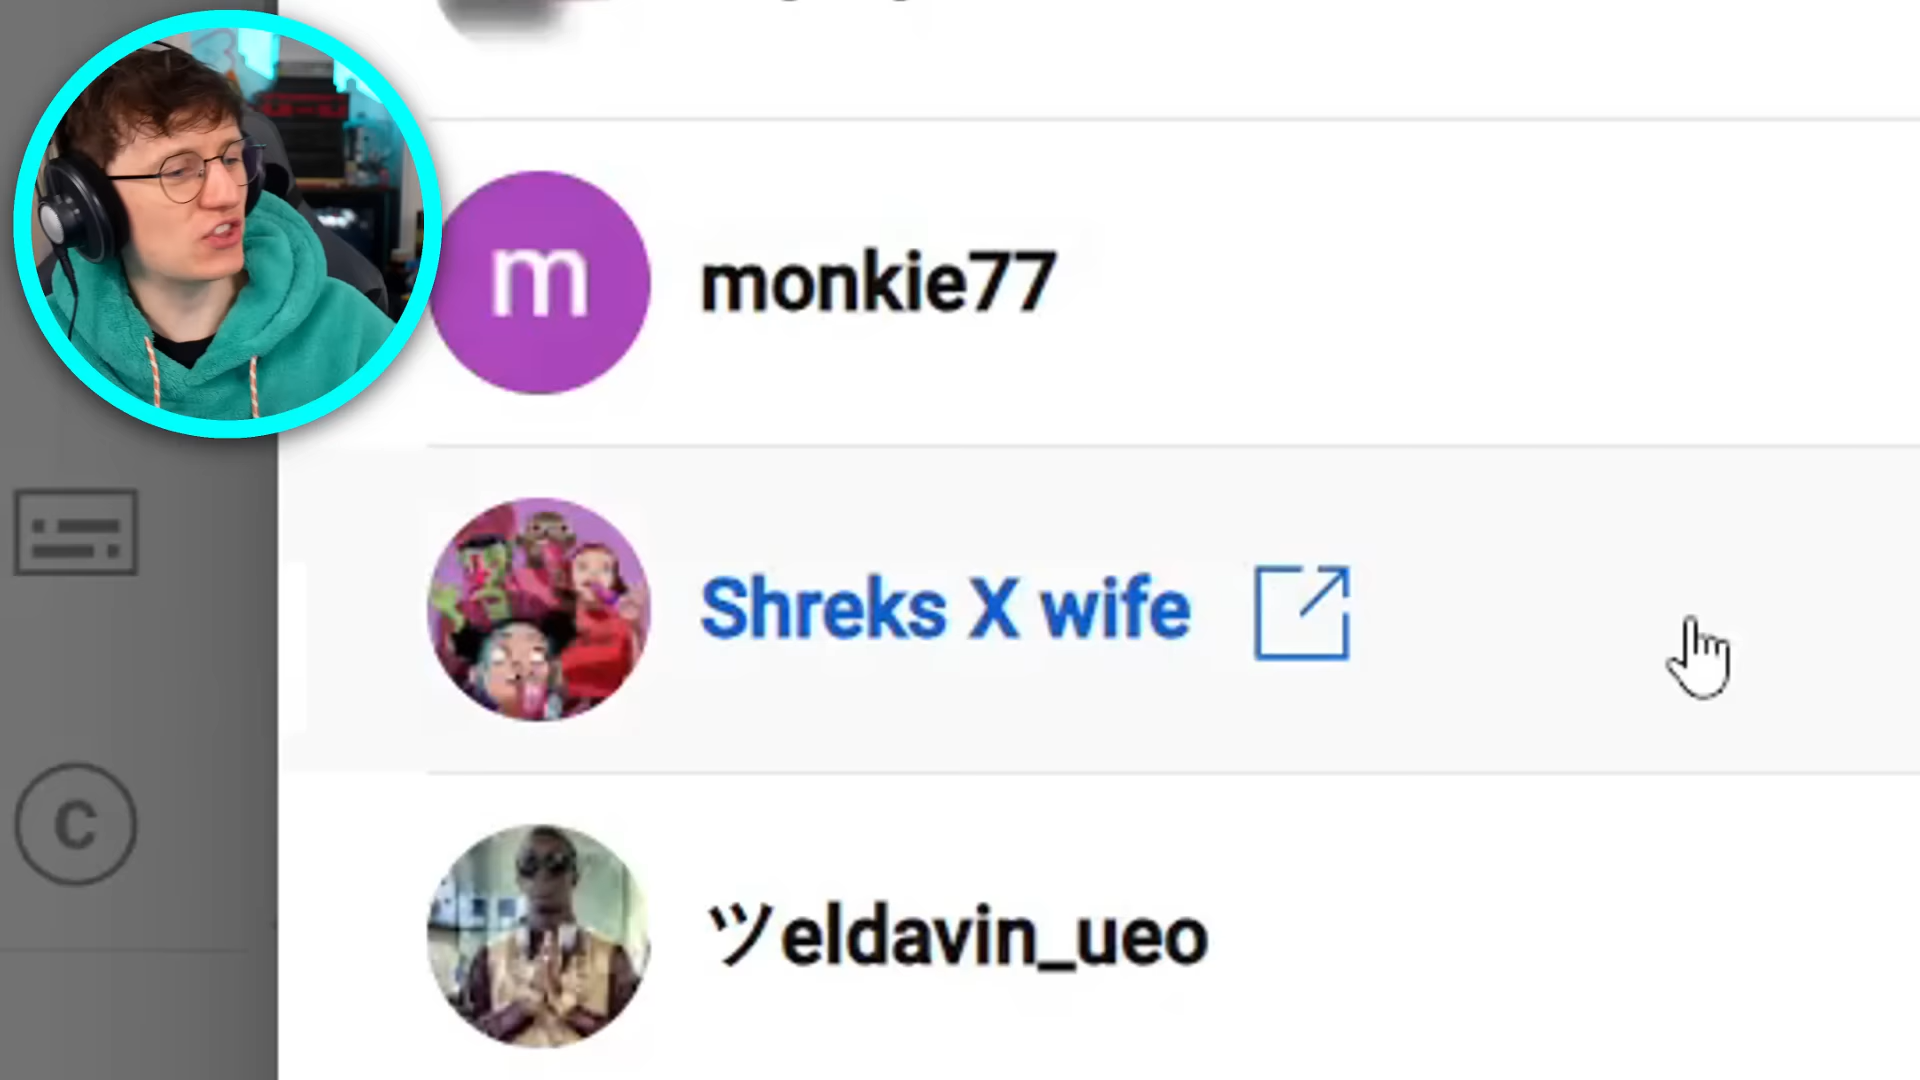 m
monkie77
Shreks X wife
ツeldavin_ueo
C